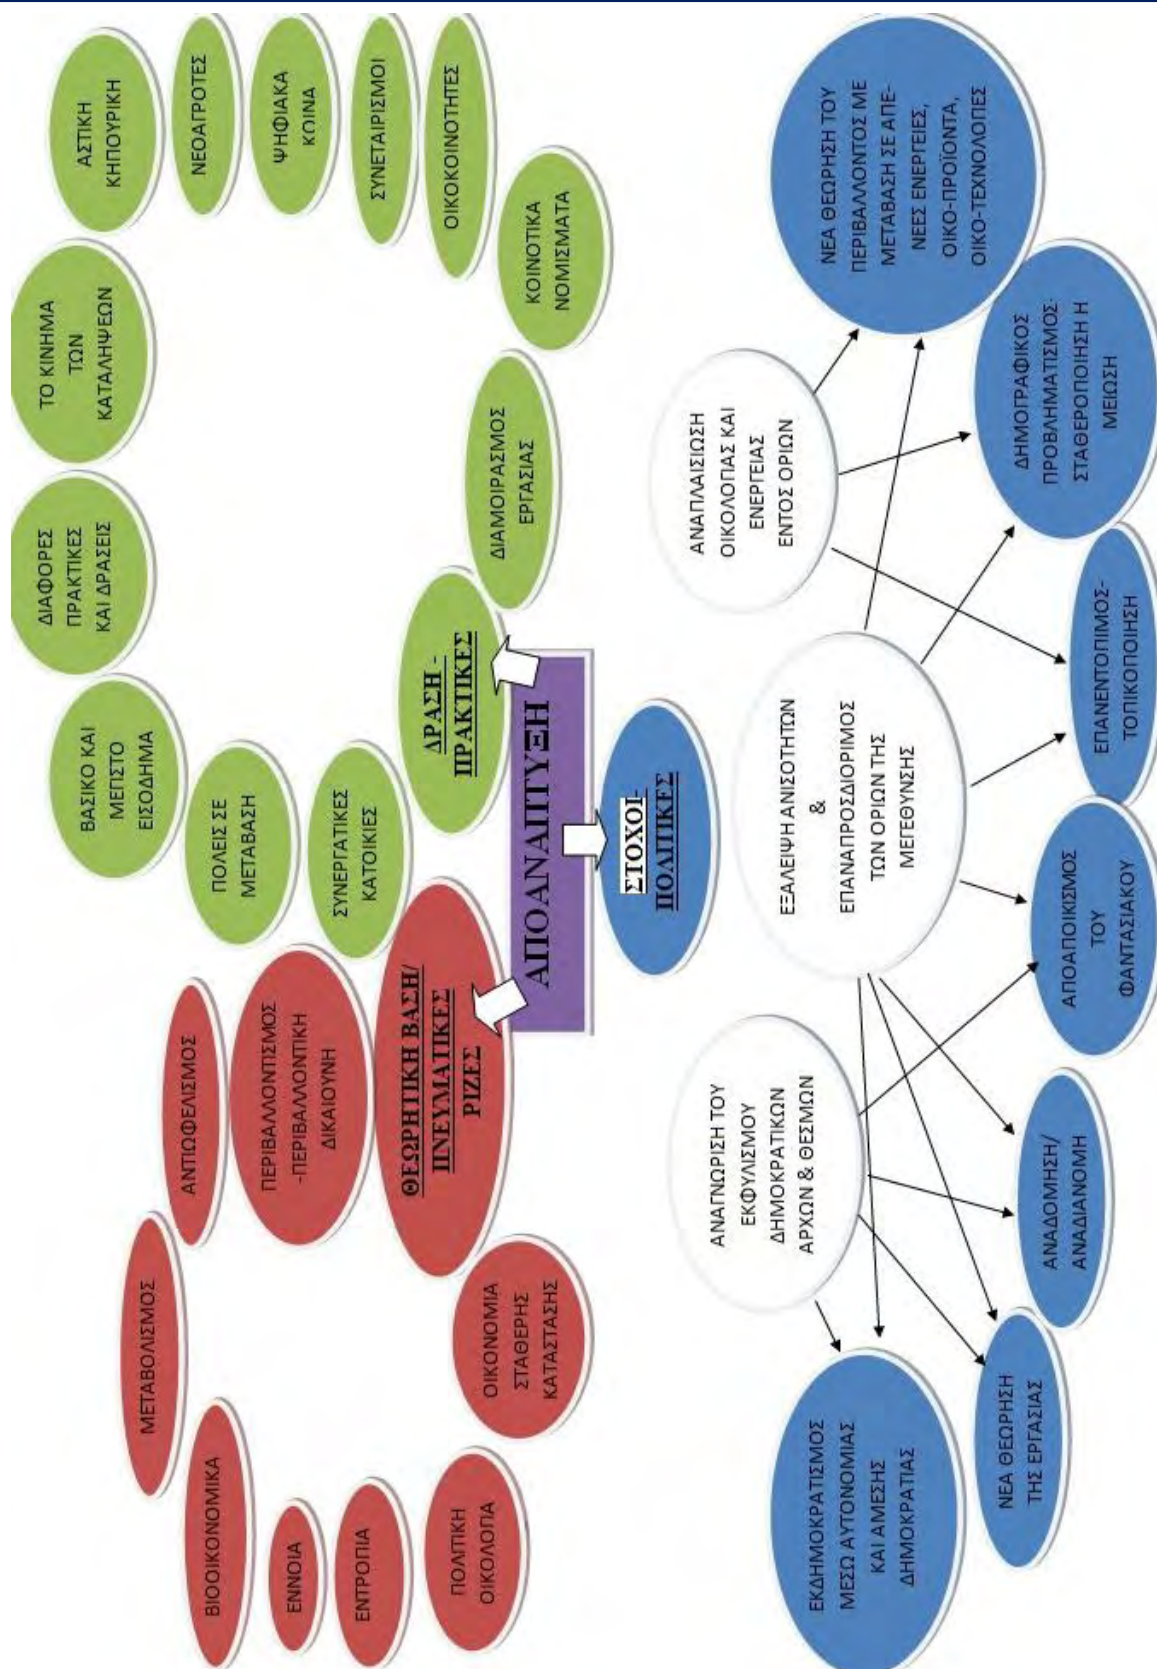 ΑΠΟΑΝΑΠΤΥΞΗ
ΘΕΩΡΗΤΙΚΗ ΒΑΣΗ/
ΠΝΕΥΜΑΤΙΚΕΣ
ΡΙΖΕΣ
ΠΕΡΙΒΑΛΛΟΝΤΙΣΜΟΣ
-ΠΕΡΙΒΑΛΛΟΝΤΙΚΗ
ΔΙΚΑΙΟΥΝΗ
ΑΝΤΙΩΦΕΛΙΣΜΟΣ
ΜΕΤΑΒΟΛΙΣΜΟΣ
ΒΙΟΟΙΚΟΝΟΜΙΚΑ
ΕΝΝΟΙΑ
ΕΝΤΡΟΠΙΑ
ΠΟΛΙΤΙΚΗ
ΟΙΚΟΛΟΓΙΑ
ΟΙΚΟΝΟΜΙΑ
ΣΤΑΘΕΡΗΣ
ΚΑΤΑΣΤΑΣΗΣ
ΔΡΑΣΗ -
ΠΡΑΚΤΙΚΕΣ
ΣΥΝΕΡΓΑΤΙΚΕΣ
ΚΑΤΟΙΚΙΕΣ
ΠΟΛΕΙΣ ΣΕ
ΜΕΤΑΒΑΣΗ
ΒΑΣΙΚΟ ΚΑΙ
ΜΕΓΙΣΤΟ
ΕΙΣΟΔΗΜΑ
ΔΙΑΦΟΡΕΣ
ΠΡΑΚΤΙΚΕΣ
ΚΑΙ ΔΡΑΣΕΙΣ
ΤΟ ΚΙΝΗΜΑ
ΤΩΝ
ΚΑΤΑΛΗΨΕΩΝ
ΑΣΤΙΚΗ
ΚΗΠΟΥΡΙΚΗ
ΝΕΟΑΓΡΟΤΕΣ
ΨΗΦΙΑΚΑ
ΚΟΙΝΑ
ΣΥΝΕΤΑΙΡΙΣΜΟΙ
ΟΙΚΟΚΟΙΝΟΤΗΤΕΣ
ΚΟΙΝΟΤΙΚΑ
ΝΟΜΙΣΜΑΤΑ
ΔΙΑΜΟΙΡΑΣΜΟΣ
ΕΡΓΑΣΙΑΣ
ΣΤΟΧΟΙ-
ΠΟΛΙΤΙΚΕΣ
ΑΝΑΓΝΩΡΙΣΗ ΤΟΥ
ΕΚΦΥΛΙΣΜΟΥ
ΔΗΜΟΚΡΑΤΙΚΩΝ
ΑΡΧΩΝ & ΘΕΣΜΩΝ
ΕΞΑΛΕΙΨΗ ΑΝΙΣΟΤΗΤΩΝ
&
ΕΠΑΝΑΠΡΟΣΔΙΟΡΙΜΟΣ
ΤΩΝ ΟΡΙΩΝ ΤΗΣ
ΜΕΓΕΘΥΝΣΗΣ
ΑΝΑΠΛΑΙΣΙΩΣΗ
ΟΙΚΟΛΟΓΙΑΣ ΚΑΙ
ΕΝΕΡΓΕΙΑΣ
ΕΝΤΟΣ ΟΡΙΩΝ
ΕΚΔΗΜΟΚΡΑΤΙΣΜΟΣ
ΜΕΣΩ ΑΥΤΟΝΟΜΙΑΣ
ΚΑΙ ΑΜΕΣΗΣ
ΔΗΜΟΚΡΑΤΙΑΣ
ΝΕΑ ΘΕΩΡΗΣΗ
ΤΗΣ ΕΡΓΑΣΙΑΣ
ΑΝΑΔΟΜΗΣΗ/
ΑΝΑΔΙΑΝΟΜΗ
ΑΠΟΑΠΟΙΚΙΣΜΟΣ
ΤΟΥ
ΦΑΝΤΑΣΙΑΚΟΥ
ΕΠΑΝΕΝΤΟΠΙΜΟΣ-
ΤΟΠΙΚΟΠΟΙΗΣΗ
ΔΗΜΟΓΡΑΦΙΚΟΣ
ΠΡΟΒΛΗΜΑΤΙΣΜΟΣ-
ΣΤΑΘΕΡΟΠΟΙΗΣΗ Η
ΜΕΙΩΣΗ
ΝΕΑ ΘΕΩΡΗΣΗ ΤΟΥ
ΠΕΡΙΒΑΛΛΟΝΤΟΣ ΜΕ
ΜΕΤΑΒΑΣΗ ΣΕ ΑΠΕ-
ΝΕΕΣ ΕΝΕΡΓΕΙΕΣ,
ΟΙΚΟ-ΠΡΟΪΟΝΤΑ,
ΟΙΚΟ-ΤΕΧΝΟΛΟΓΙΕΣ